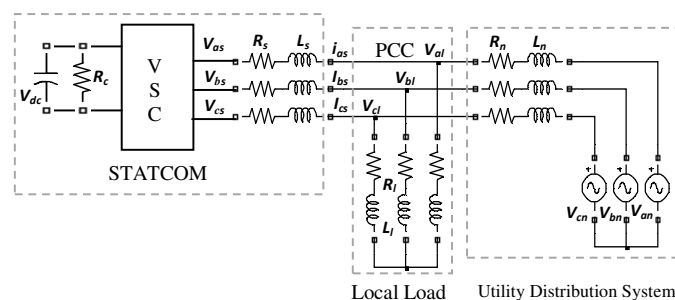 V_as R_s L_s i_as PCC V_al R_n L_n
V_dc R_c V S C V_bs I_bs V_bl
V_cs I_cs V_cl
STATCOM
R_l
L_l
+ + +
V_cn V_bn V_an
Local Load
Utility Distribution System